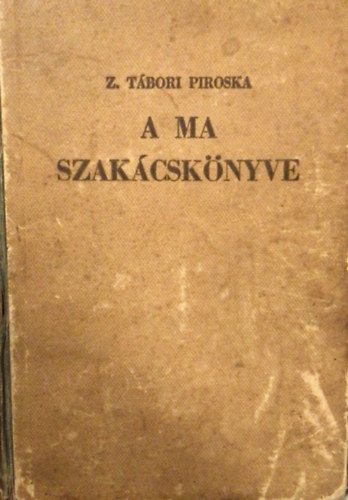 Z. TÁBORI PIROSKA
A MA
SZAKÁCSKÖNYVE